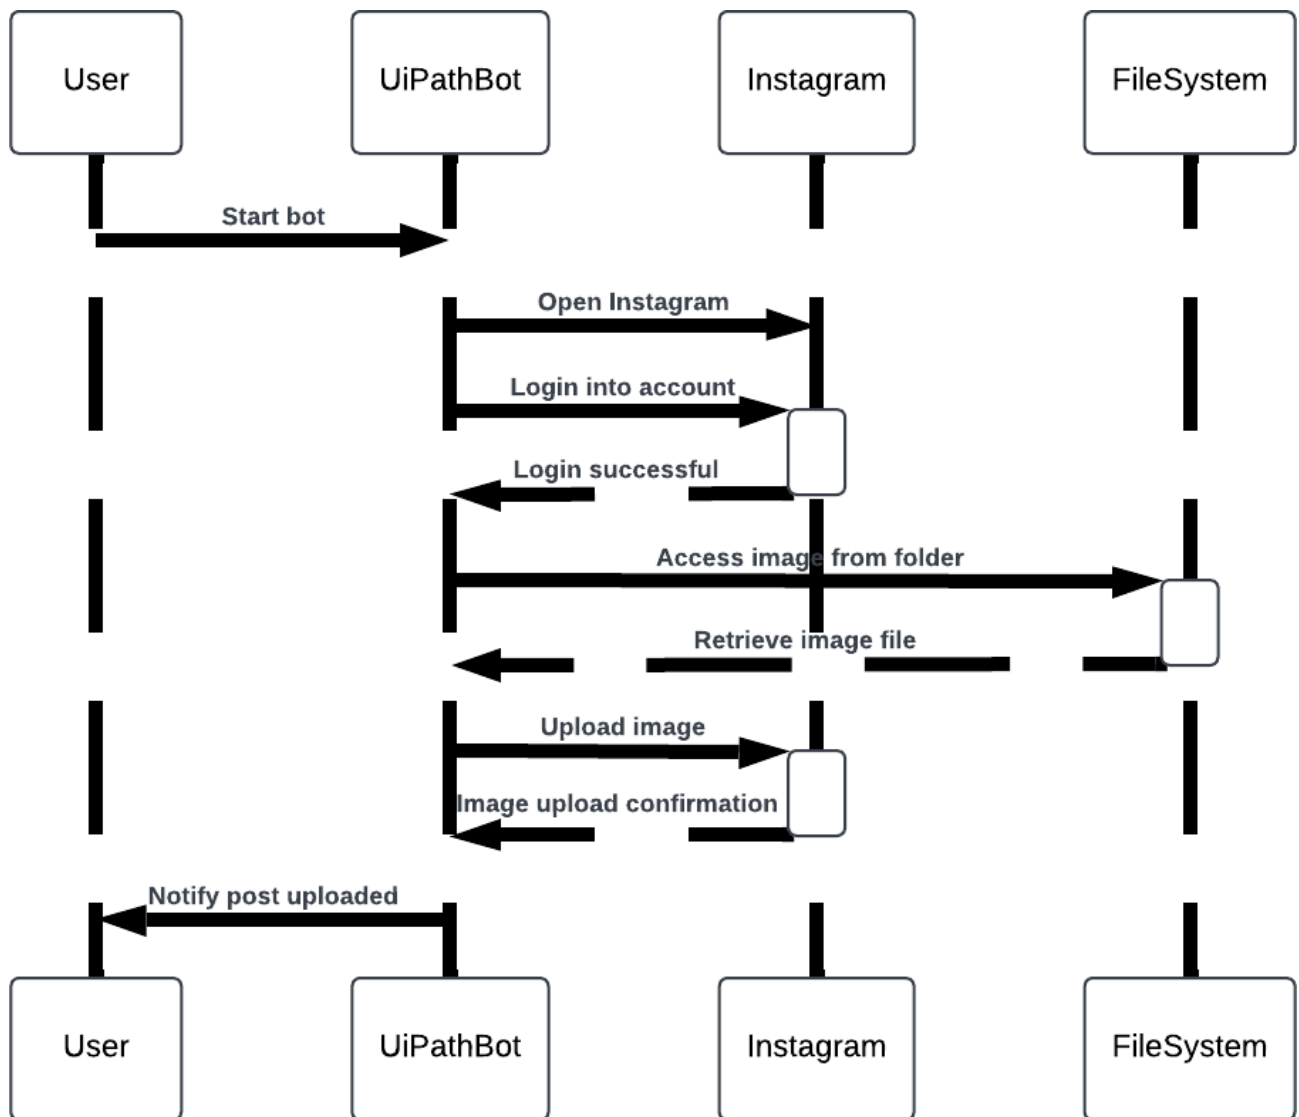 User
UiPathBot
Instagram
FileSystem
Start bot
Open Instagram
Login into account
Login successful
Access image from folder
Retrieve image file
Upload image
Image upload confirmation
Notify post uploaded
User
UiPathBot
Instagram
FileSystem